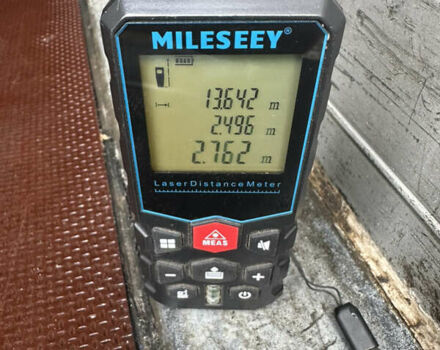 MILESEEY®
13.642 m
2.496 m
2.762 m
Laser Distance Meter
MEAS